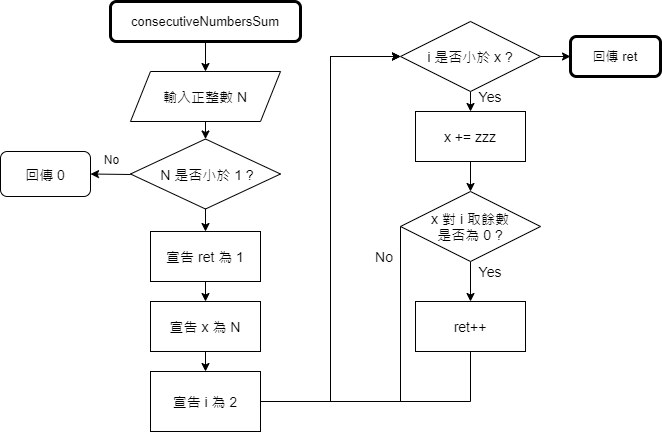 consecutiveNumbersSum
輸入正整數 N
N 是否小於 1？
No
回傳 0
宣告 ret 為 1
宣告 x 為 N
宣告 i 為 2
i 是否小於 x？
回傳 ret
Yes
x += zzz
x 對 i 取餘數
是否為 0？
No
Yes
ret++